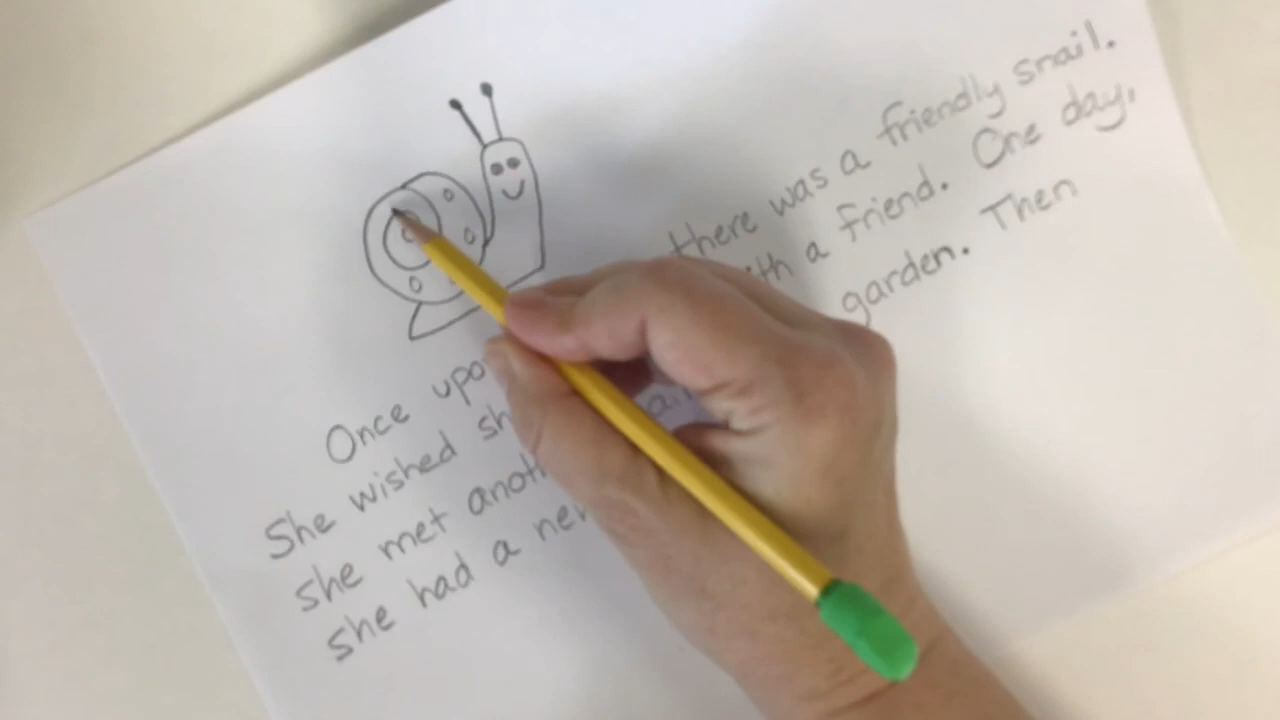 Once there was a friendly snail.
She wished a friend. One day,
she met garden. Then
she had a